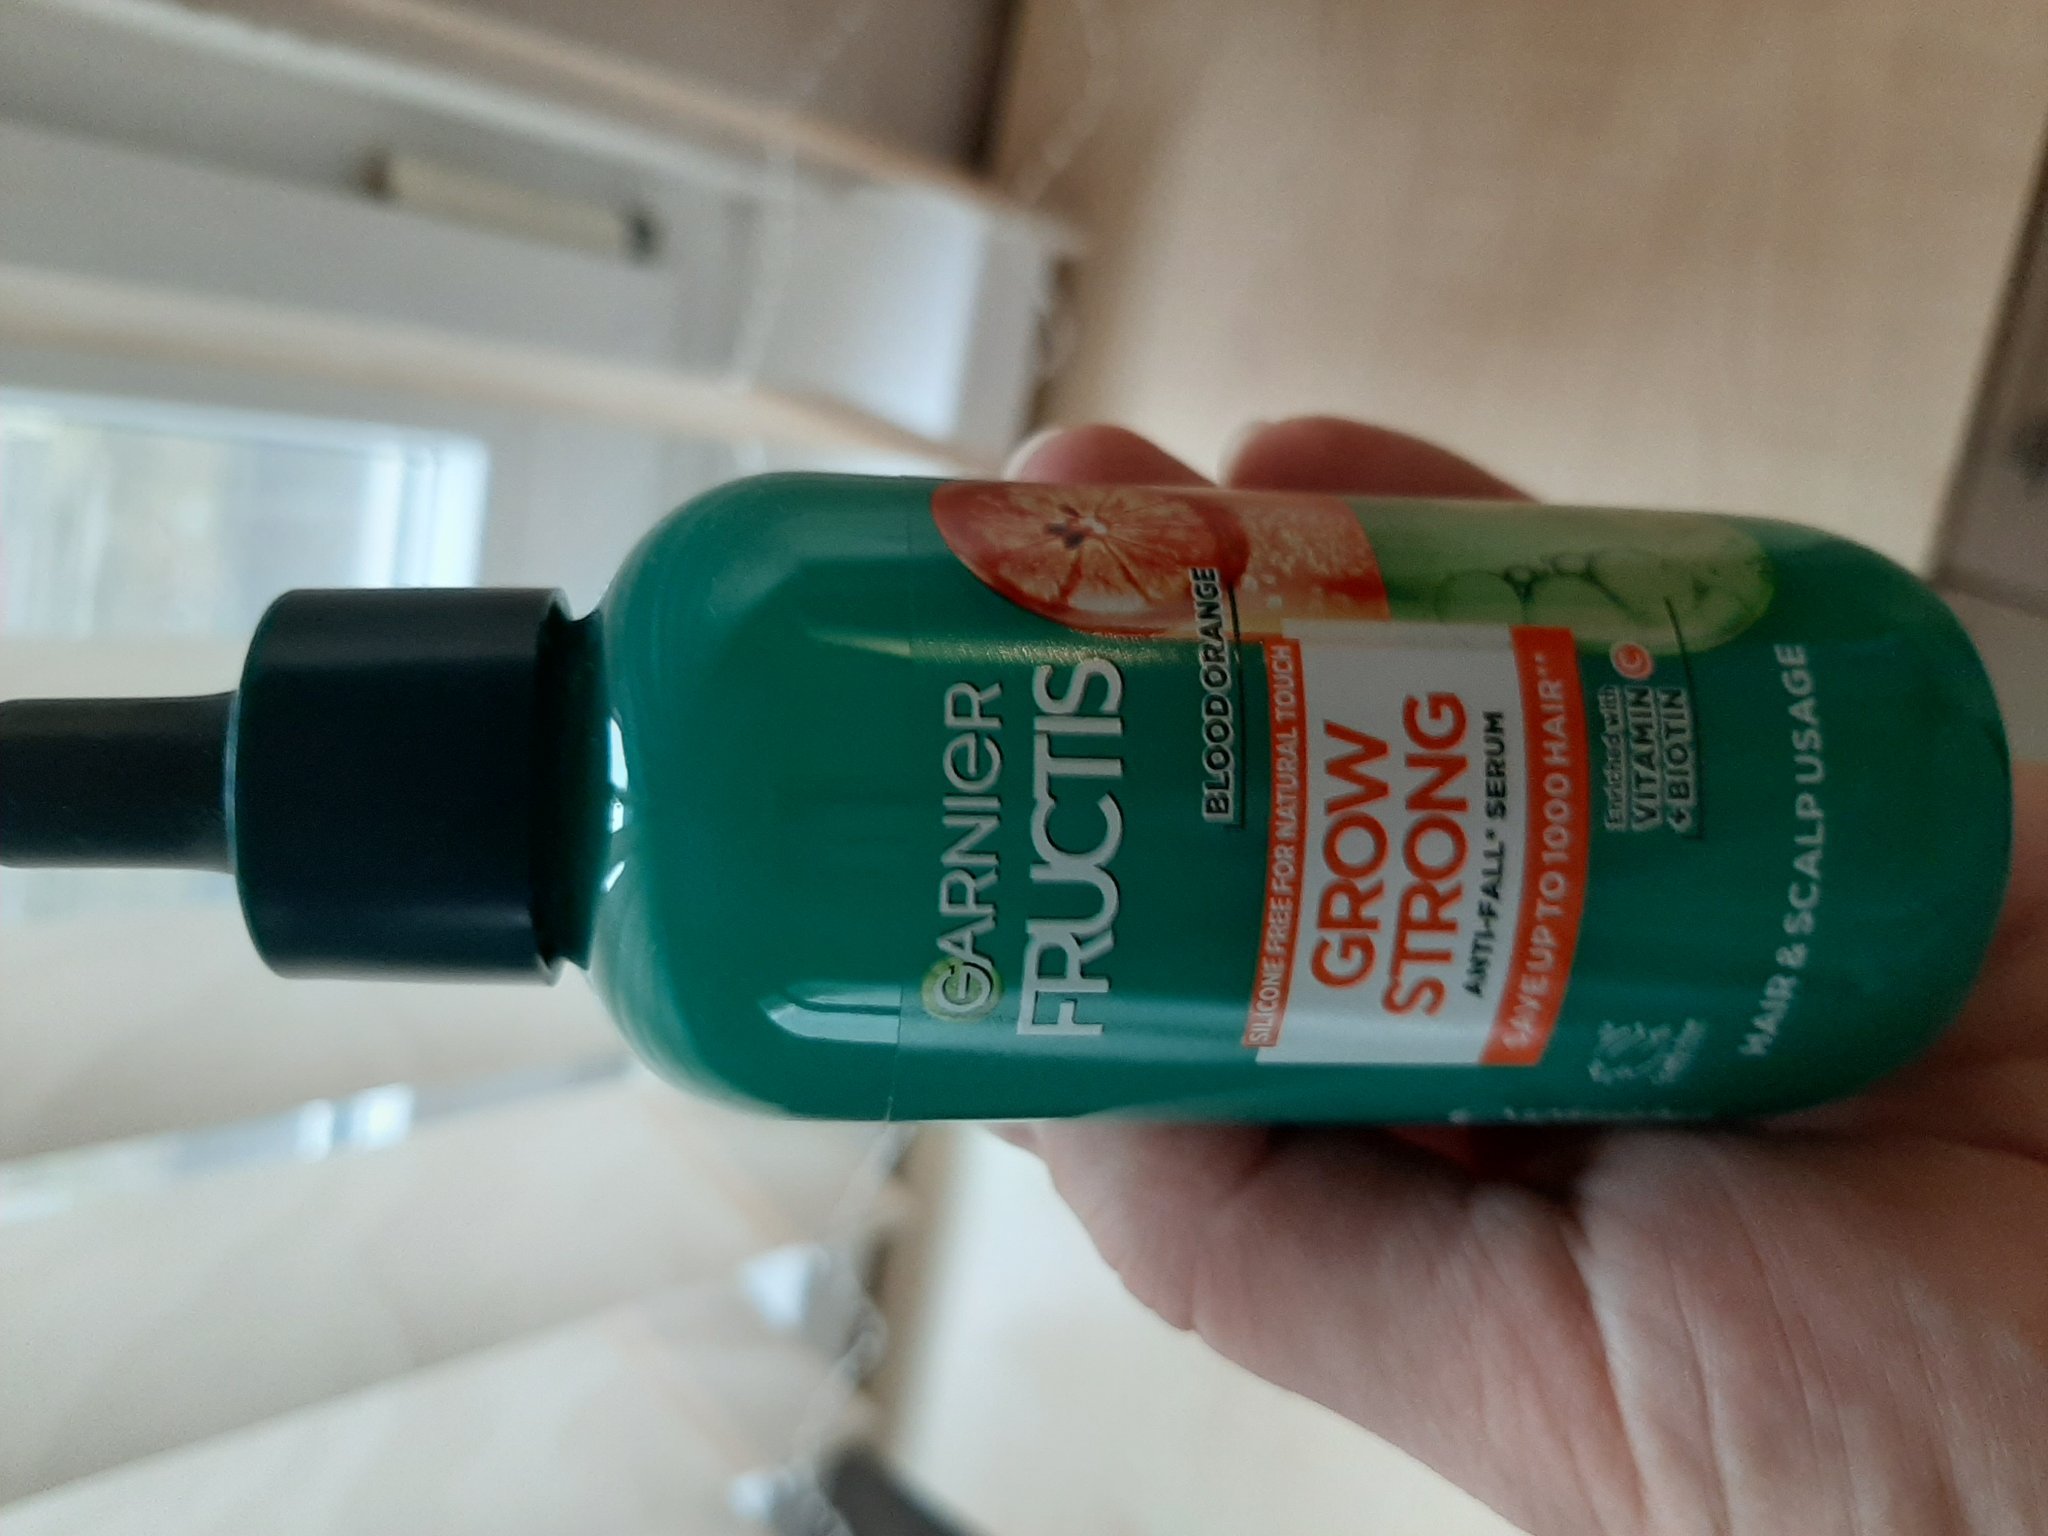 GARNIER
FRUCTIS
BLOOD ORANGE
SILICONE FREE FOR NATURAL TOUCH
GROW
STRONG
ANTI-FALL* SERUM
SAVE UP TO 1000 HAIR**
Enriched with
VITAMIN C
+ BIOTIN
HAIR & SCALP USAGE